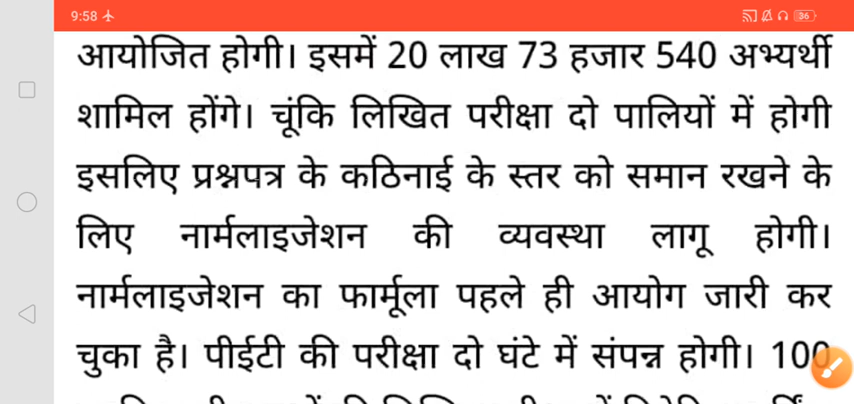 9:58
36
आयोजित होगी। इसमें 20 लाख 73 हजार 540 अभ्यर्थी
शामिल होंगे। चूंकि लिखित परीक्षा दो पालियों में होगी
इसलिए प्रश्नपत्र के कठिनाई के स्तर को समान रखने के
लिए नार्मलाइजेशन की व्यवस्था लागू होगी।
नार्मलाइजेशन का फार्मूला पहले ही आयोग जारी कर
चुका है। पीईटी की परीक्षा दो घंटे में संपन्न होगी। 100